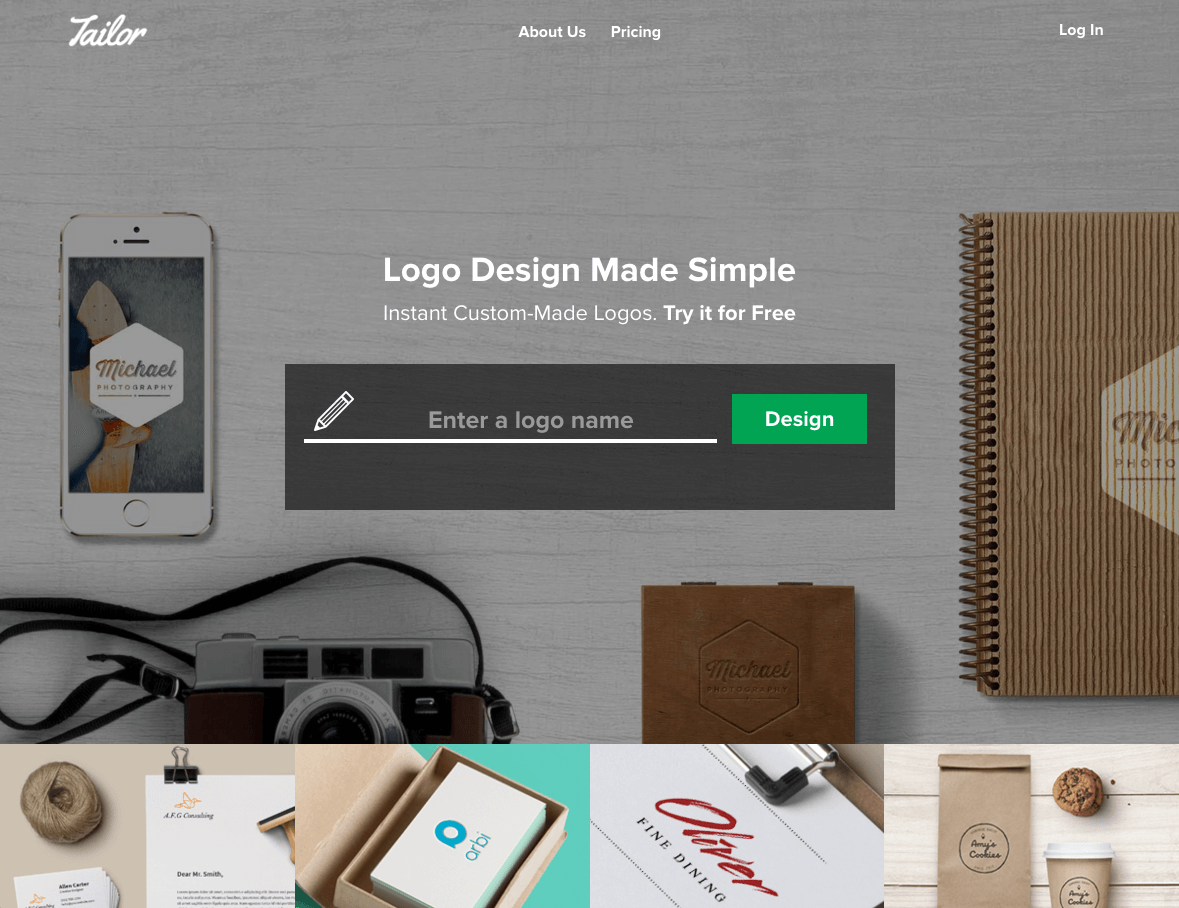 Tailor
About Us
Pricing
Log In
Logo Design Made Simple
Instant Custom-Made Logos. Try it for Free
Enter a logo name
Design
Michael
PHOTOGRAPHY
Mic
PHOTO
Michael
PHOTOGRAPHY
A.F.G Consulting
Allen Carter
Dear Mr. Smith,
arbi
Oliver
FINE DINING
Amy's
Cookies
Amy's
Cookies